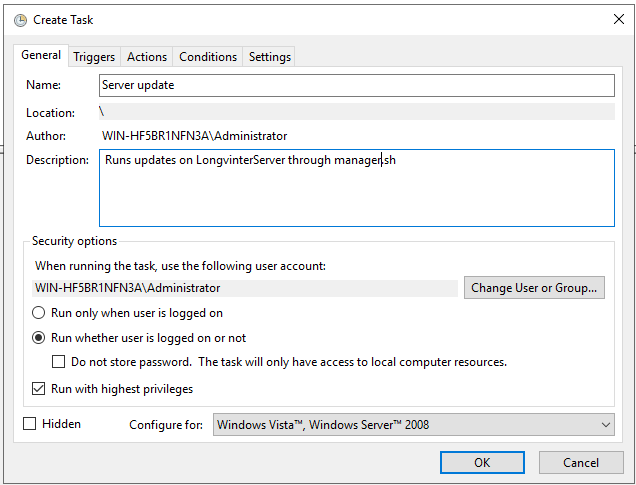 Create Task
General Triggers Actions Conditions Settings
Name: Server update
Location: \
Author: WIN-HF5BR1NFN3A\Administrator
Description: Runs updates on LongvinterServer through manager.sh
Security options
When running the task, use the following user account:
WIN-HF5BR1NFN3A\Administrator Change User or Group...
Run only when user is logged on
Run whether user is logged on or not
Do not store password. The task will only have access to local computer resources.
Run with highest privileges
Hidden Configure for: Windows Vista™, Windows Server™ 2008
OK Cancel